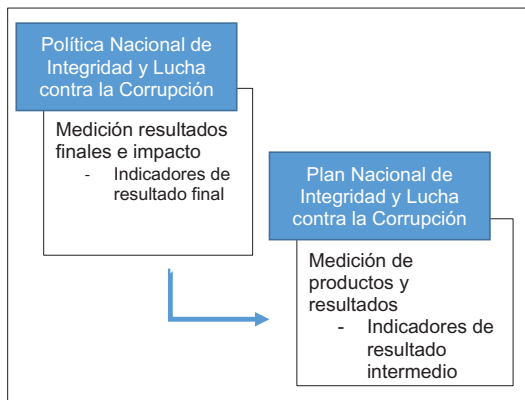 Política Nacional de
Integridad y Lucha
contra la Corrupción
Medición resultados
finales e impacto
- Indicadores de
resultado final
Plan Nacional de
Integridad y Lucha
contra la Corrupción
Medición de
productos y
resultados
- Indicadores de
resultado
intermedio